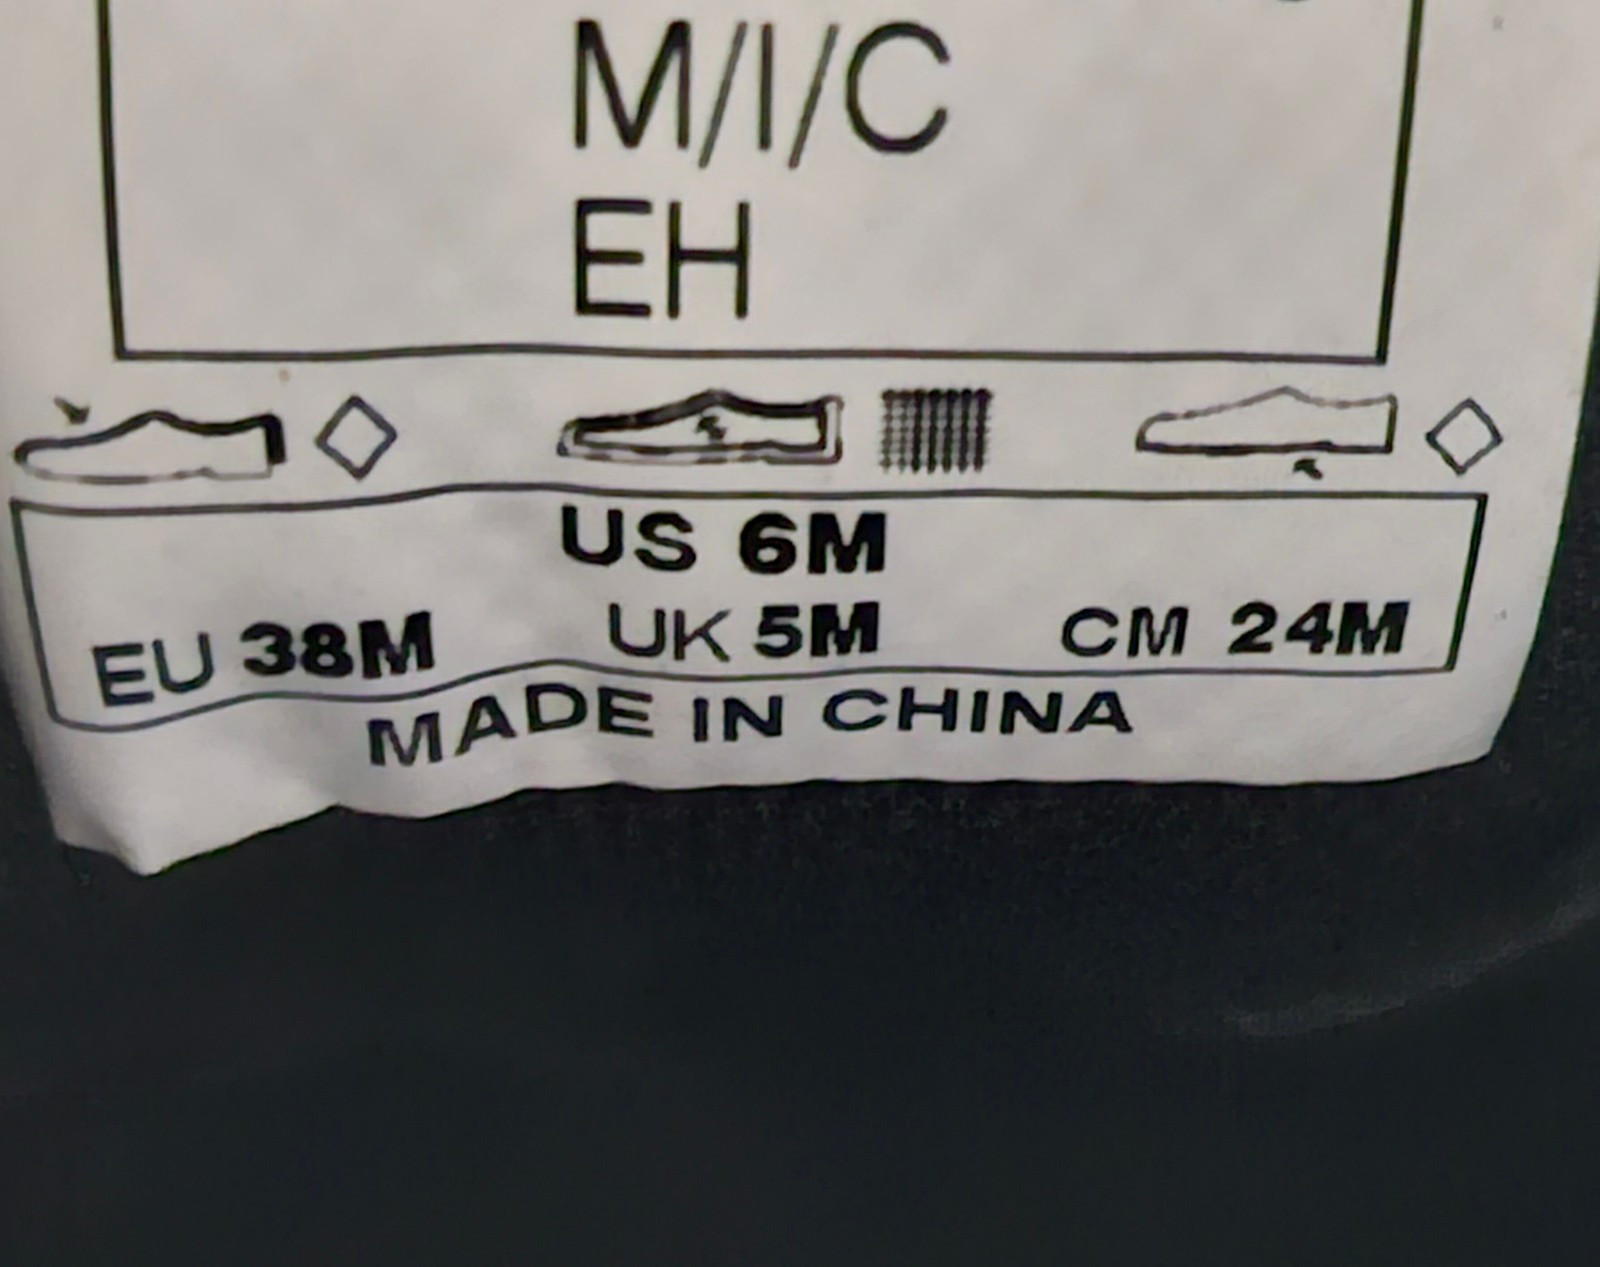 M/I/C
EH
US 6M
EU 38M UK 5M CM 24M
MADE IN CHINA